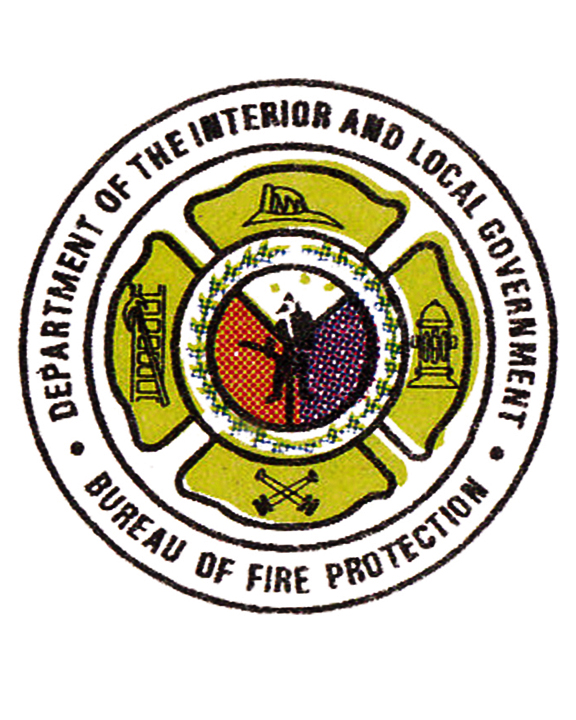 DEPARTMENT OF THE INTERIOR AND LOCAL GOVERNMENT
BUREAU OF FIRE PROTECTION